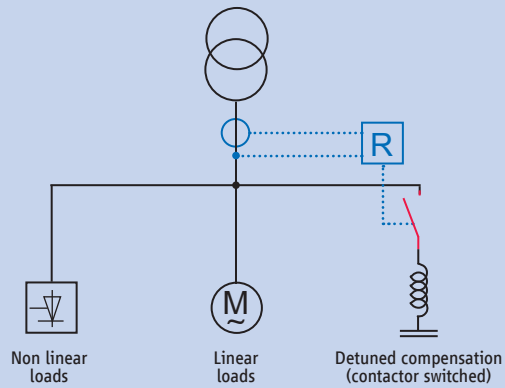 R
M
~
Non linear
loads
Linear
loads
Detuned compensation
(contactor switched)